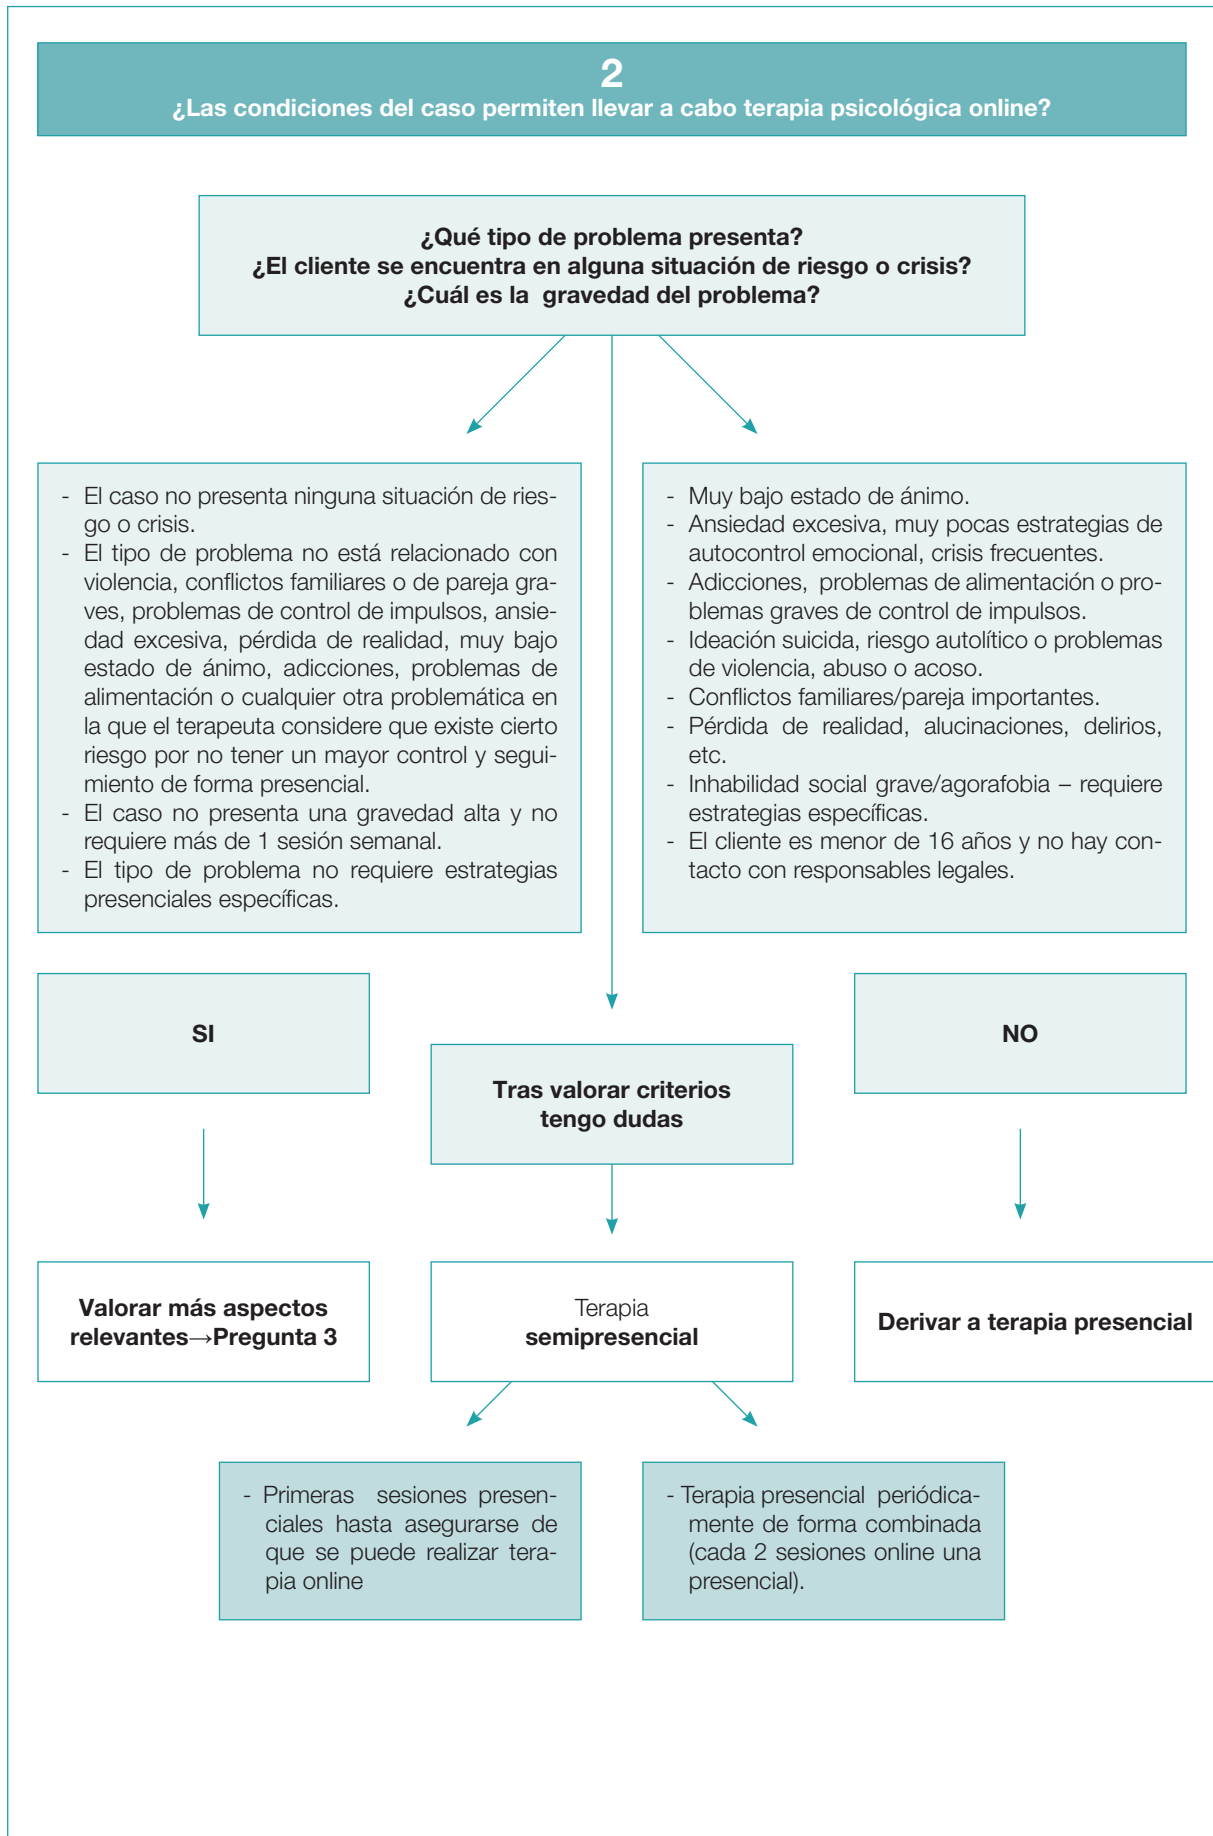 2
¿Las condiciones del caso permiten llevar a cabo terapia psicológica online?
¿Qué tipo de problema presenta?
¿El cliente se encuentra en alguna situación de riesgo o crisis?
¿Cuál es la gravedad del problema?
- El caso no presenta ninguna situación de ries-
go o crisis.
- El tipo de problema no está relacionado con
violencia, conflictos familiares o de pareja gra-
ves, problemas de control de impulsos, ansie-
dad excesiva, pérdida de realidad, muy bajo
estado de ánimo, adicciones, problemas de
alimentación o cualquier otra problemática en
la que el terapeuta considere que existe cierto
riesgo por no tener un mayor control y segui-
miento de forma presencial.
- El caso no presenta una gravedad alta y no
requiere más de 1 sesión semanal.
- El tipo de problema no requiere estrategias
presenciales específicas.
- Muy bajo estado de ánimo.
- Ansiedad excesiva, muy pocas estrategias de
autocontrol emocional, crisis frecuentes.
- Adicciones, problemas de alimentación o pro-
blemas graves de control de impulsos.
- Ideación suicida, riesgo autolítico o problemas
de violencia, abuso o acoso.
- Conflictos familiares/pareja importantes.
- Pérdida de realidad, alucinaciones, delirios,
etc.
- Inhabilidad social grave/agorafobia – requiere
estrategias específicas.
- El cliente es menor de 16 años y no hay con-
tacto con responsables legales.
SI
Tras valorar criterios
tengo dudas
NO
Valorar más aspectos
relevantes→Pregunta 3
Terapia
semipresencial
Derivar a terapia presencial
- Primeras sesiones presen-
ciales hasta asegurarse de
que se puede realizar tera-
pia online
- Terapia presencial periódica-
mente de forma combinada
(cada 2 sesiones online una
presencial).